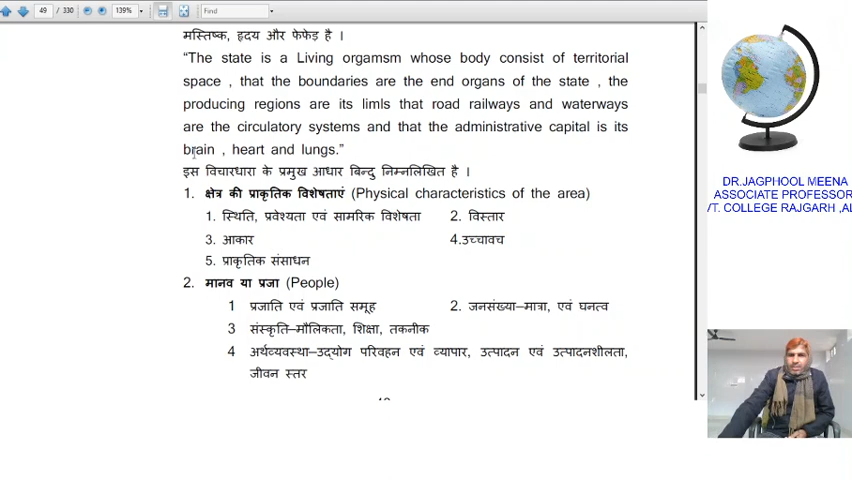 49 / 330 139% Find
मस्तिष्क, हृदय और फेफेड़ है ।
“The state is a Living orgamsm whose body consist of territorial
space , that the boundaries are the end organs of the state , the
producing regions are its limls that road railways and waterways
are the circulatory systems and that the administrative capital is its
brain , heart and lungs.”
इस विचारधारा के प्रमुख आधार बिन्दु निम्नलिखित है ।
1. क्षेत्र की प्राकृतिक विशेषताएं (Physical characteristics of the area)
1. स्थिति, प्रवेश्यता एवं सामरिक विशेषता 2. विस्तार
3. आकार 4.उच्चावच
5. प्राकृतिक संसाधन
2. मानव या प्रजा (People)
1 प्रजाति एवं प्रजाति समूह 2. जनसंख्या–मात्रा, एवं घनत्व
3 संस्कृति–मौलिकता, शिक्षा, तकनीक
4 अर्थव्यवस्था–उद्योग परिवहन एवं व्यापार, उत्पादन एवं उत्पादनशीलता,
जीवन स्तर
DR.JAGPHOOL MEENA
ASSOCIATE PROFESSOR
VT. COLLEGE RAJGARH ,AL